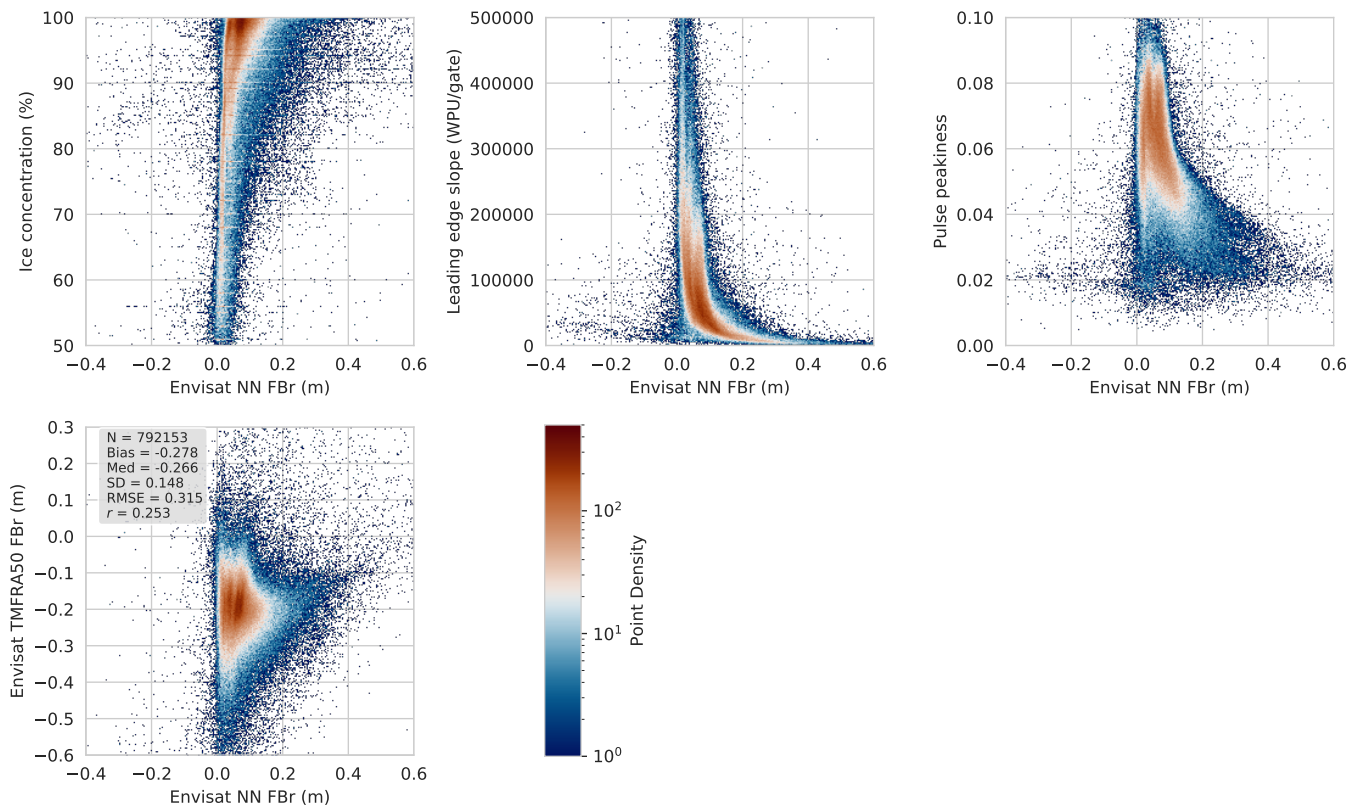 100
90
80
70
60
50
Ice concentration (%)
−0.4 −0.2 0.0 0.2 0.4 0.6
Envisat NN FBr (m)
500000
400000
300000
200000
100000
0
Leading edge slope (WPU/gate)
−0.4 −0.2 0.0 0.2 0.4 0.6
Envisat NN FBr (m)
0.10
0.08
0.06
0.04
0.02
0.00
Pulse peakiness
−0.4 −0.2 0.0 0.2 0.4 0.6
Envisat NN FBr (m)
0.3
0.2
0.1
0.0
−0.1
−0.2
−0.3
−0.4
−0.5
−0.6
Envisat TMFRA50 FBr (m)
N = 792153
Bias = -0.278
Med = -0.266
SD = 0.148
RMSE = 0.315
r = 0.253
−0.4 −0.2 0.0 0.2 0.4 0.6
Envisat NN FBr (m)
10²
10¹
10⁰
Point Density